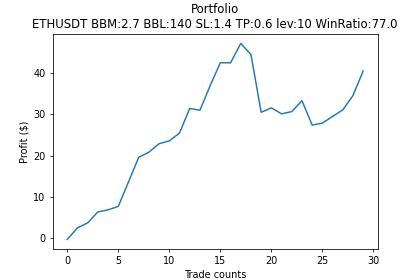 Portfolio
ETHUSDT BBM:2.7 BBL:140 SL:1.4 TP:0.6 lev:10 WinRatio:77.0
Profit ($)
40
30
20
10
0
0 5 10 15 20 25 30
Trade counts